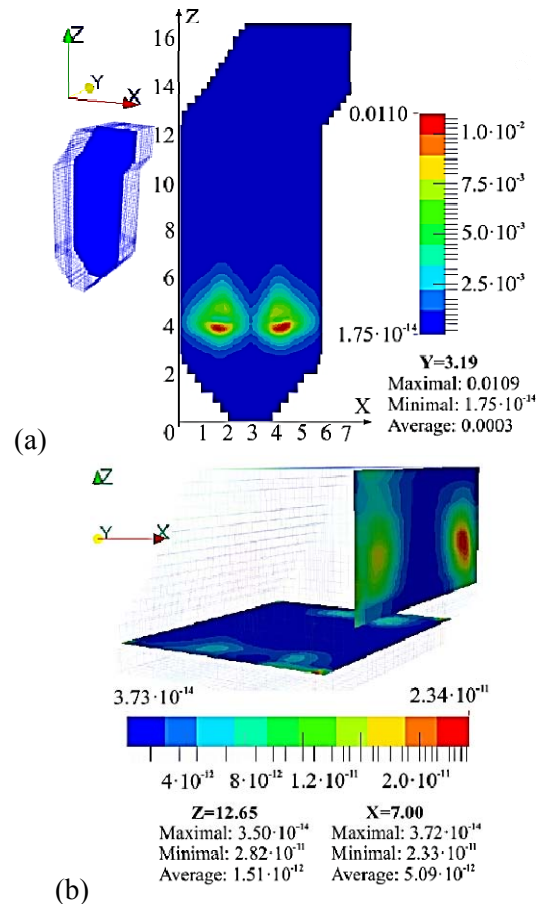 Z
16
Z
14
Y
X
0.0110
12
1.0·10⁻²
10
7.5·10⁻³
8
5.0·10⁻³
6
2.5·10⁻³
4
1.75·10⁻¹⁴
2
Y=3.19
Maximal: 0.0109
X
Minimal: 1.75·10⁻¹⁴
0 1 2 3 4 5 6 7
Average: 0.0003
(a)
Z
Y X
3.73·10⁻¹⁴ 2.34·10⁻¹¹
4·10⁻¹² 8·10⁻¹² 1.2·10⁻¹¹ 2.0·10⁻¹¹
Z=12.65 X=7.00
Maximal: 3.50·10⁻¹⁴ Maximal: 3.72·10⁻¹⁴
Minimal: 2.82·10⁻¹¹ Minimal: 2.33·10⁻¹¹
Average: 1.51·10⁻¹² Average: 5.09·10⁻¹²
(b)